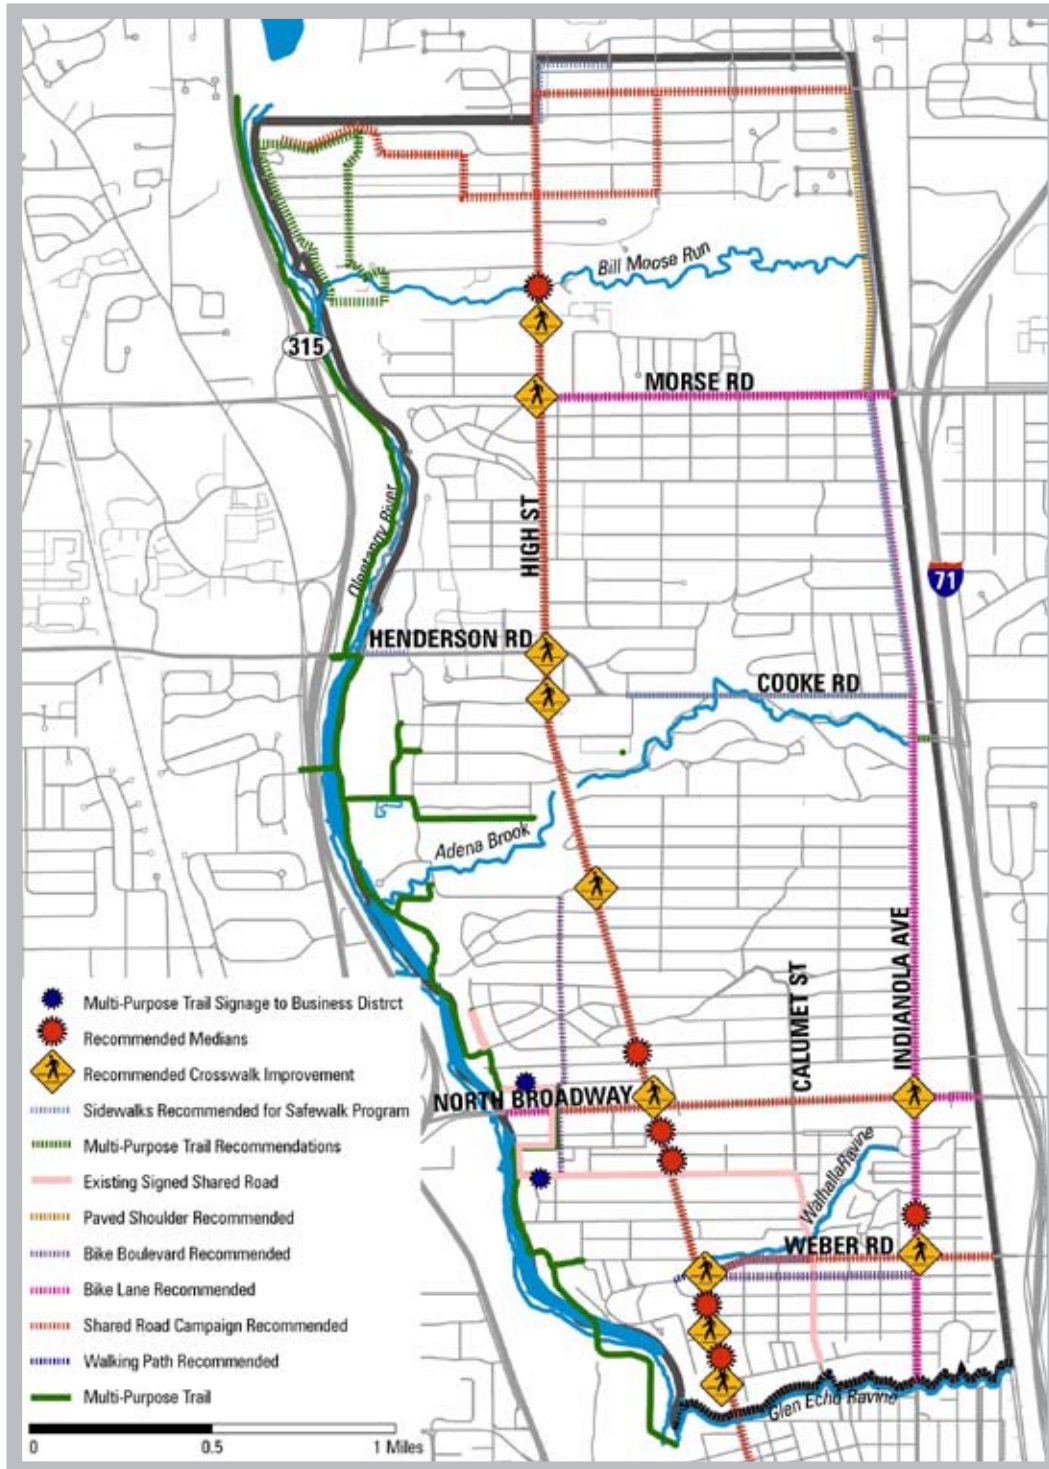 Bill Moose Run
315
MORSE RD
HIGH ST
Olentangy River
71
HENDERSON RD
COOKE RD
Adena Brook
INDIANOLA AVE
CALUMET ST
NORTH BROADWAY
Walhalla Ravine
WEBER RD
Glen Echo Ravine
Multi-Purpose Trail Signage to Business Distrct
Recommended Medians
Recommended Crosswalk Improvement
Sidewalks Recommended for Safewalk Program
Multi-Purpose Trail Recommendations
Existing Signed Shared Road
Paved Shoulder Recommended
Bike Boulevard Recommended
Bike Lane Recommended
Shared Road Campaign Recommended
Walking Path Recommended
Multi-Purpose Trail
0 0.5 1 Miles